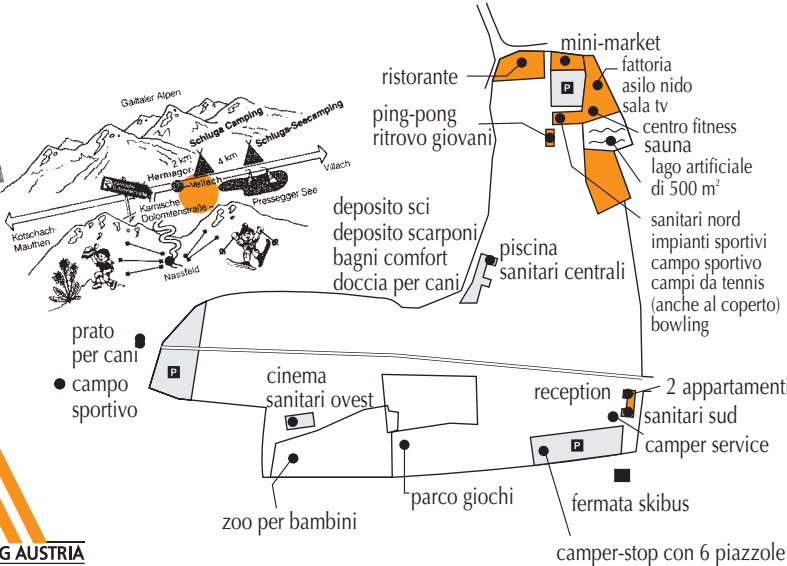 mini-market
ristorante
P
fattoria
asilo nido
sala tv
ping-pong
ritrovo giovani
centro fitness
sauna
lago artificiale
di 500 m²
Gailtaler Alpen
Schluga Camping
Schluga-Seecamping
2 km
4 km
Hermagor-
Vellach
Villach
Karnische
Dolomitenstraße
Pressegger See
Kötschach-
Mauthen
Nassfeld
deposito sci
deposito scarponi
bagni comfort
doccia per cani
piscina
sanitari centrali
sanitari nord
impianti sportivi
campo sportivo
campi da tennis
(anche al coperto)
bowling
prato
per cani
P
campo
sportivo
cinema
sanitari ovest
reception
2 appartamenti
sanitari sud
camper service
P
parco giochi
zoo per bambini
fermata skibus
camper-stop con 6 piazzole
G AUSTRIA